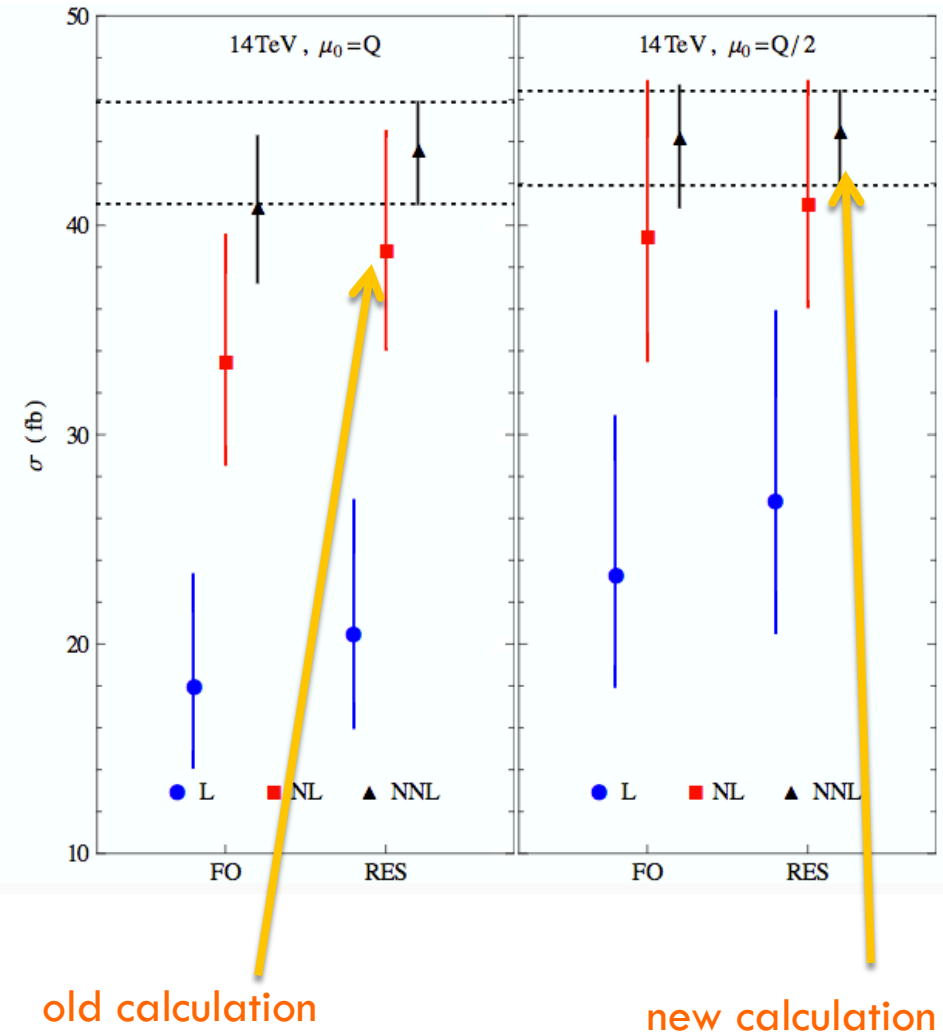 14TeV, μ₀=Q
14TeV, μ₀=Q/2
50
40
30
20
10
σ (fb)
L NL NNL
L NL NNL
FO RES
FO RES
old calculation
new calculation